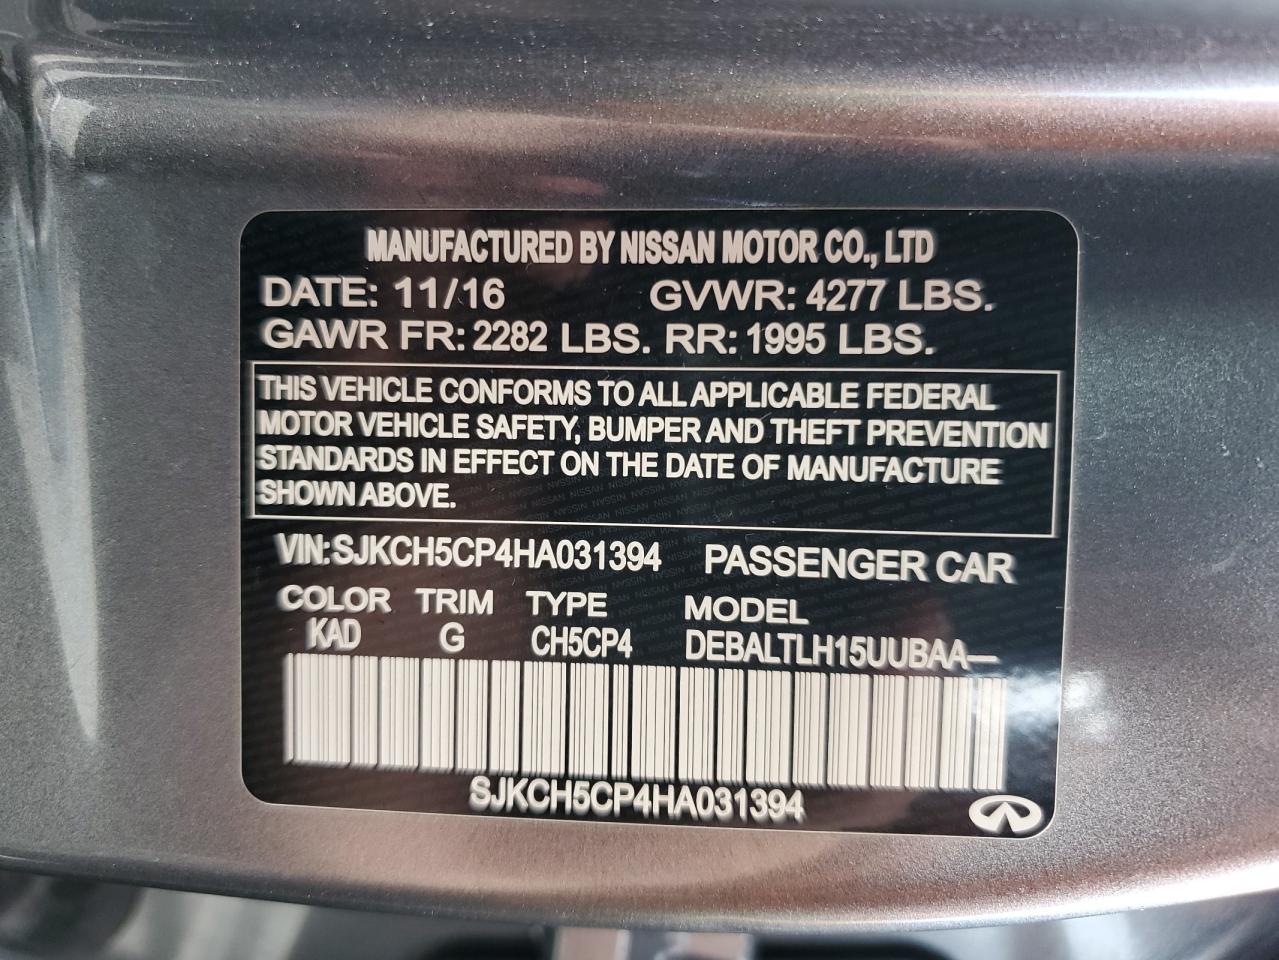 MANUFACTURED BY NISSAN MOTOR CO., LTD
DATE: 11/16 GVWR: 4277 LBS.
GAWR FR: 2282 LBS. RR: 1995 LBS.
THIS VEHICLE CONFORMS TO ALL APPLICABLE FEDERAL
MOTOR VEHICLE SAFETY, BUMPER AND THEFT PREVENTION
STANDARDS IN EFFECT ON THE DATE OF MANUFACTURE
SHOWN ABOVE.
VIN:SJKCH5CP4HA031394 PASSENGER CAR
COLOR TRIM TYPE MODEL
KAD G CH5CP4 DEBALTLH15UUBAA—
SJKCH5CP4HA031394